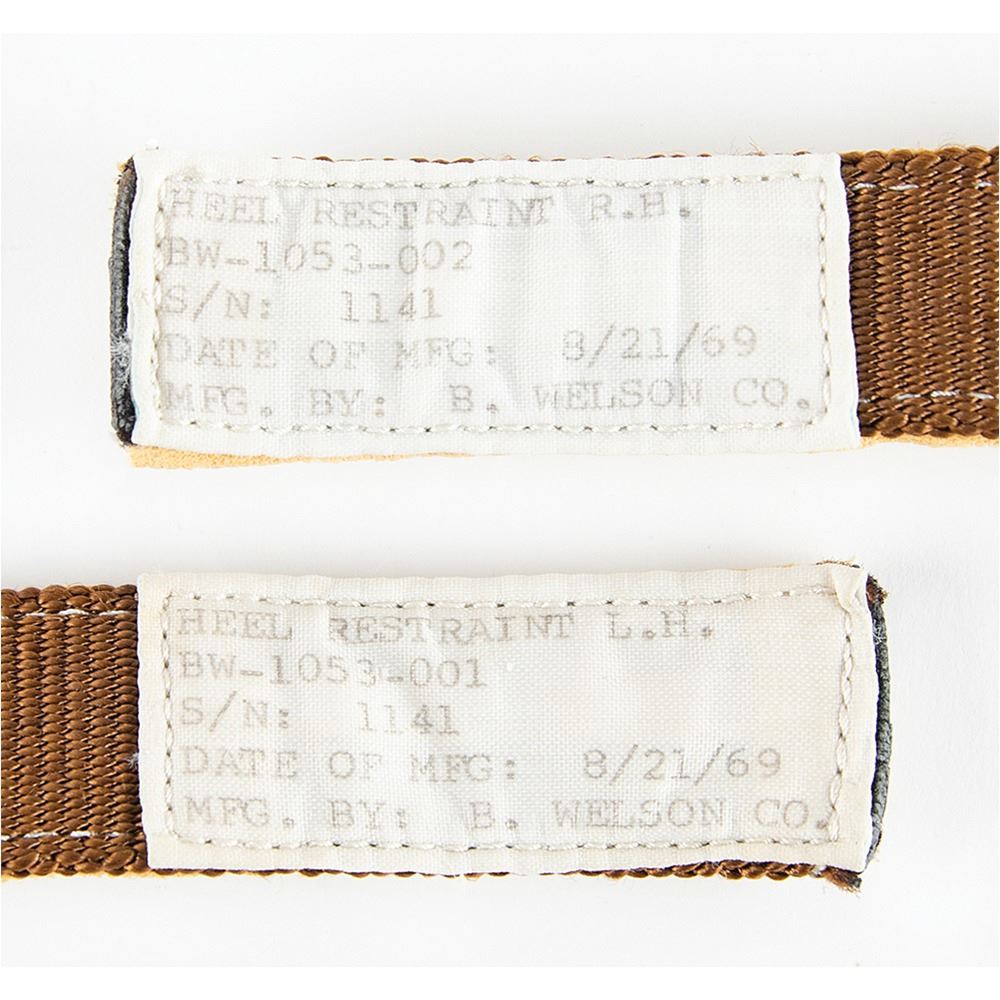 HEEL RESTRAINT R.H.
BW-1053-002
S/N: 1141
DATE OF MFG: 8/21/69
MFG. BY: B. WELSON CO.
HEEL RESTRAINT L.H.
BW-1053-001
S/N: 1141
DATE OF MFG: 8/21/69
MFG. BY: B. WELSON CO.